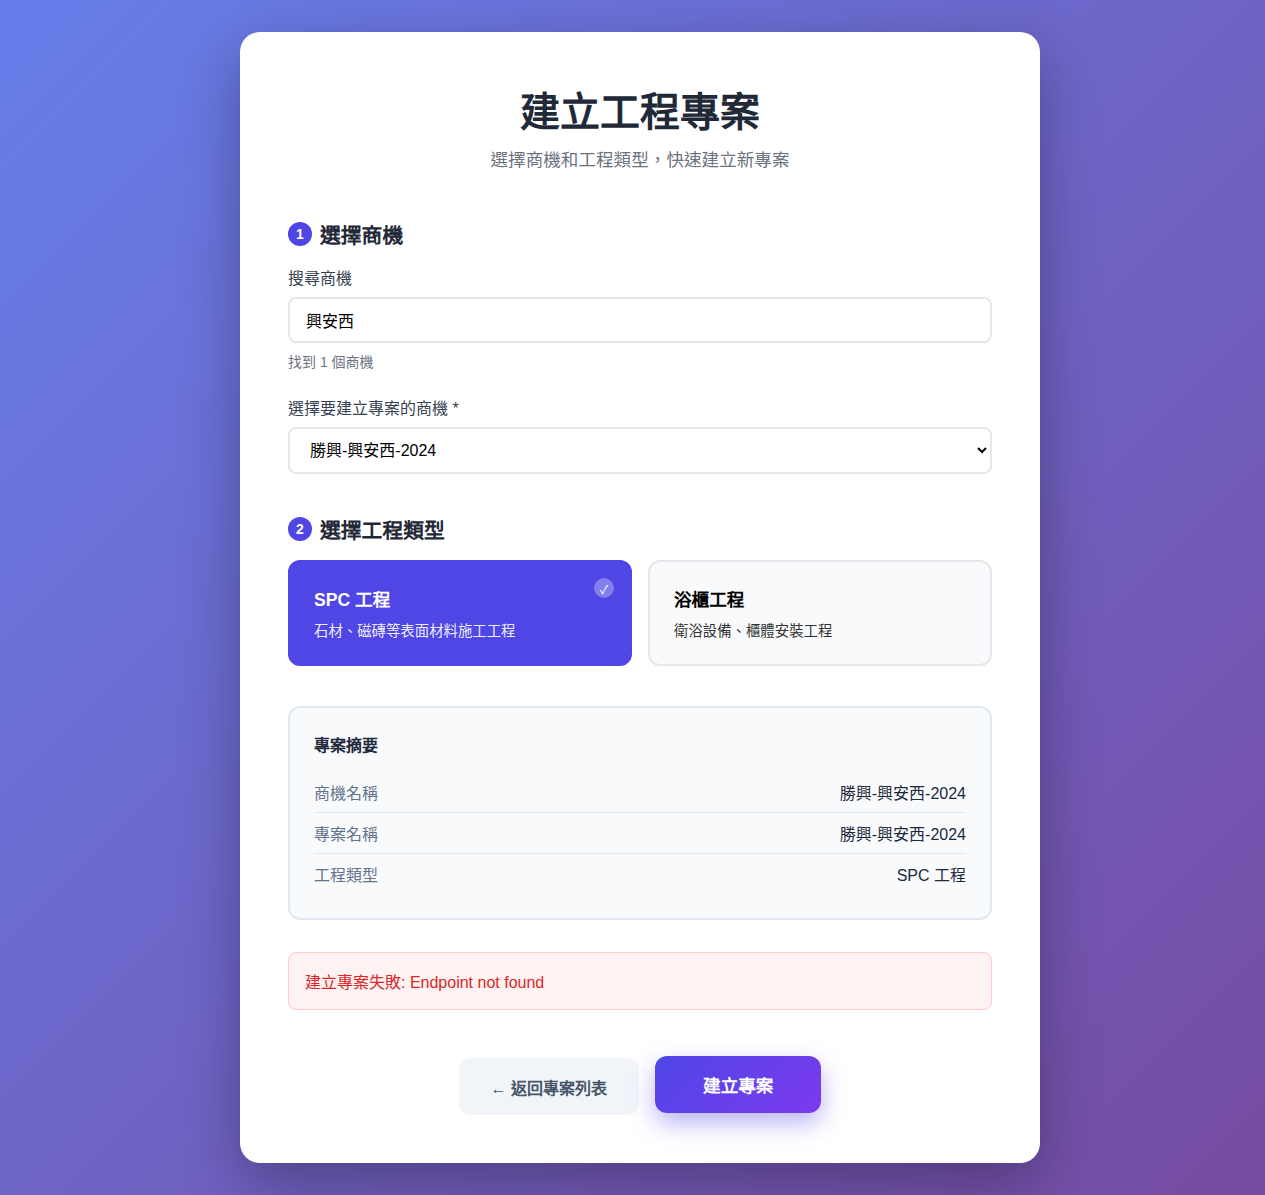 建立工程專案
選擇商機和工程類型，快速建立新專案
1 選擇商機
搜尋商機
興安西
找到 1 個商機
選擇要建立專案的商機 *
勝興-興安西-2024
2 選擇工程類型
SPC 工程 ✓
石材、磁磚等表面材料施工工程
浴櫃工程
衛浴設備、櫃體安裝工程
專案摘要
商機名稱 勝興-興安西-2024
專案名稱 勝興-興安西-2024
工程類型 SPC 工程
建立專案失敗: Endpoint not found
← 返回專案列表
建立專案